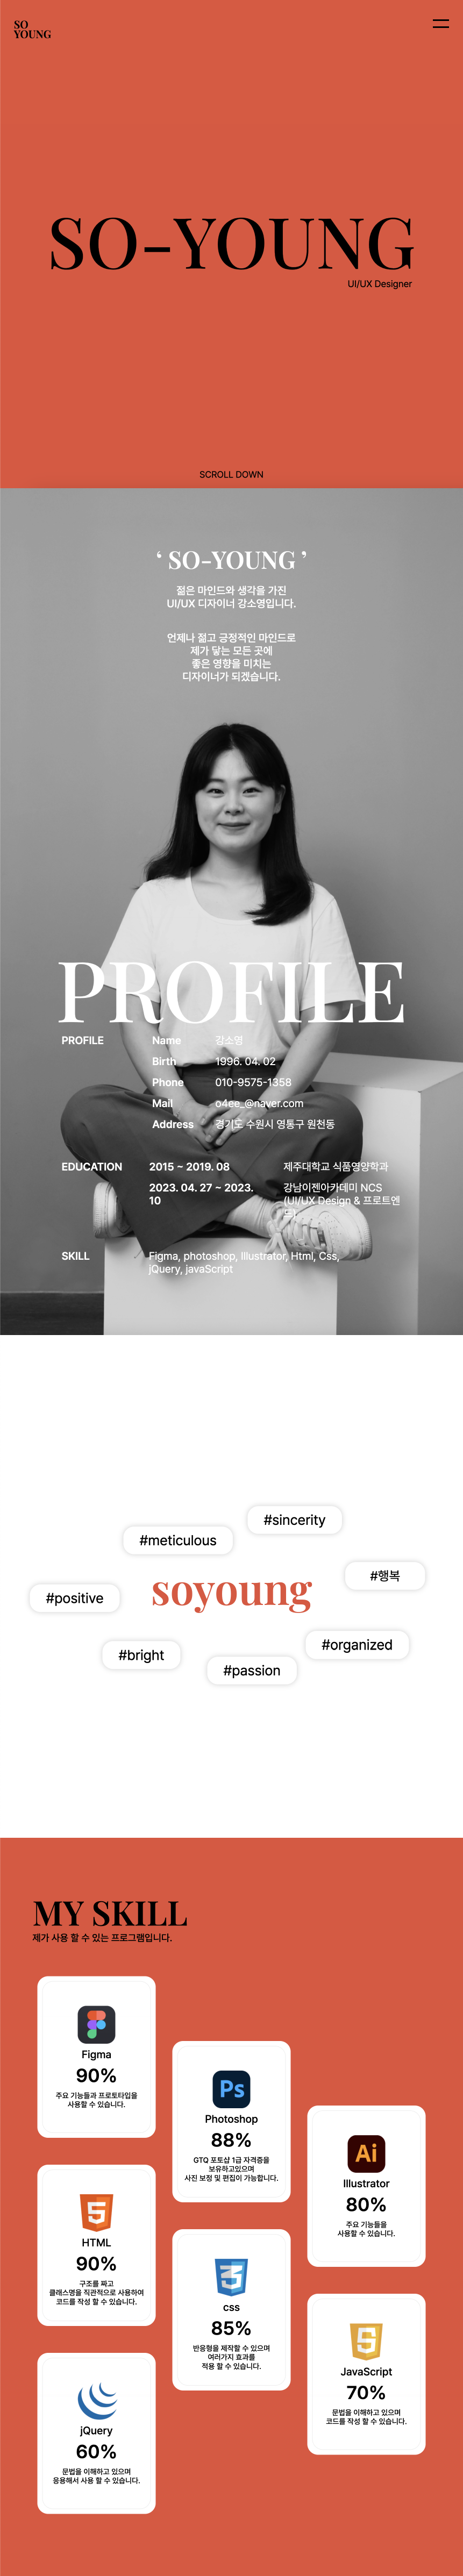 SO
YOUNG
SO-YOUNG
UI/UX Designer
SCROLL DOWN
‘ SO-YOUNG ’
젊은 마인드와 생각을 가진
UI/UX 디자이너 강소영입니다.
언제나 젊고 긍정적인 마인드로
제가 닿는 모든 곳에
좋은 영향을 미치는
디자이너가 되겠습니다.
PROFILE
PROFILE
Name 강소영
Birth 1996. 04. 02
Phone 010-9575-1358
Mail o4ee_@naver.com
Address 경기도 수원시 영통구 원천동
EDUCATION
2015 ~ 2019. 08 제주대학교 식품영양학과
2023. 04. 27 ~ 2023. 강남이젠아카데미 NCS
10 (UI/UX Design & 프로트엔
드)
SKILL Figma, photoshop, Illustrator, Html, Css,
jQuery, javaScript
#sincerity
#meticulous
#행복
soyoung
#positive
#organized
#bright
#passion
MY SKILL
제가 사용 할 수 있는 프로그램입니다.
Figma
90%
주요 기능들과 프로토타입을
사용할 수 있습니다.
Ps
Photoshop
88%
GTQ 포토샵 1급 자격증을
보유하고있으며
사진 보정 및 편집이 가능합니다.
Ai
Illustrator
80%
주요 기능들을
사용할 수 있습니다.
5
HTML
90%
구조를 짜고
클래스명을 직관적으로 사용하여
코드를 작성 할 수 있습니다.
3
CSS
85%
반응형을 제작할 수 있으며
여러가지 효과를
적용 할 수 있습니다.
5
JavaScript
70%
문법을 이해하고 있으며
코드를 작성 할 수 있습니다.
jQuery
60%
문법을 이해하고 있으며
응용해서 사용 할 수 있습니다.